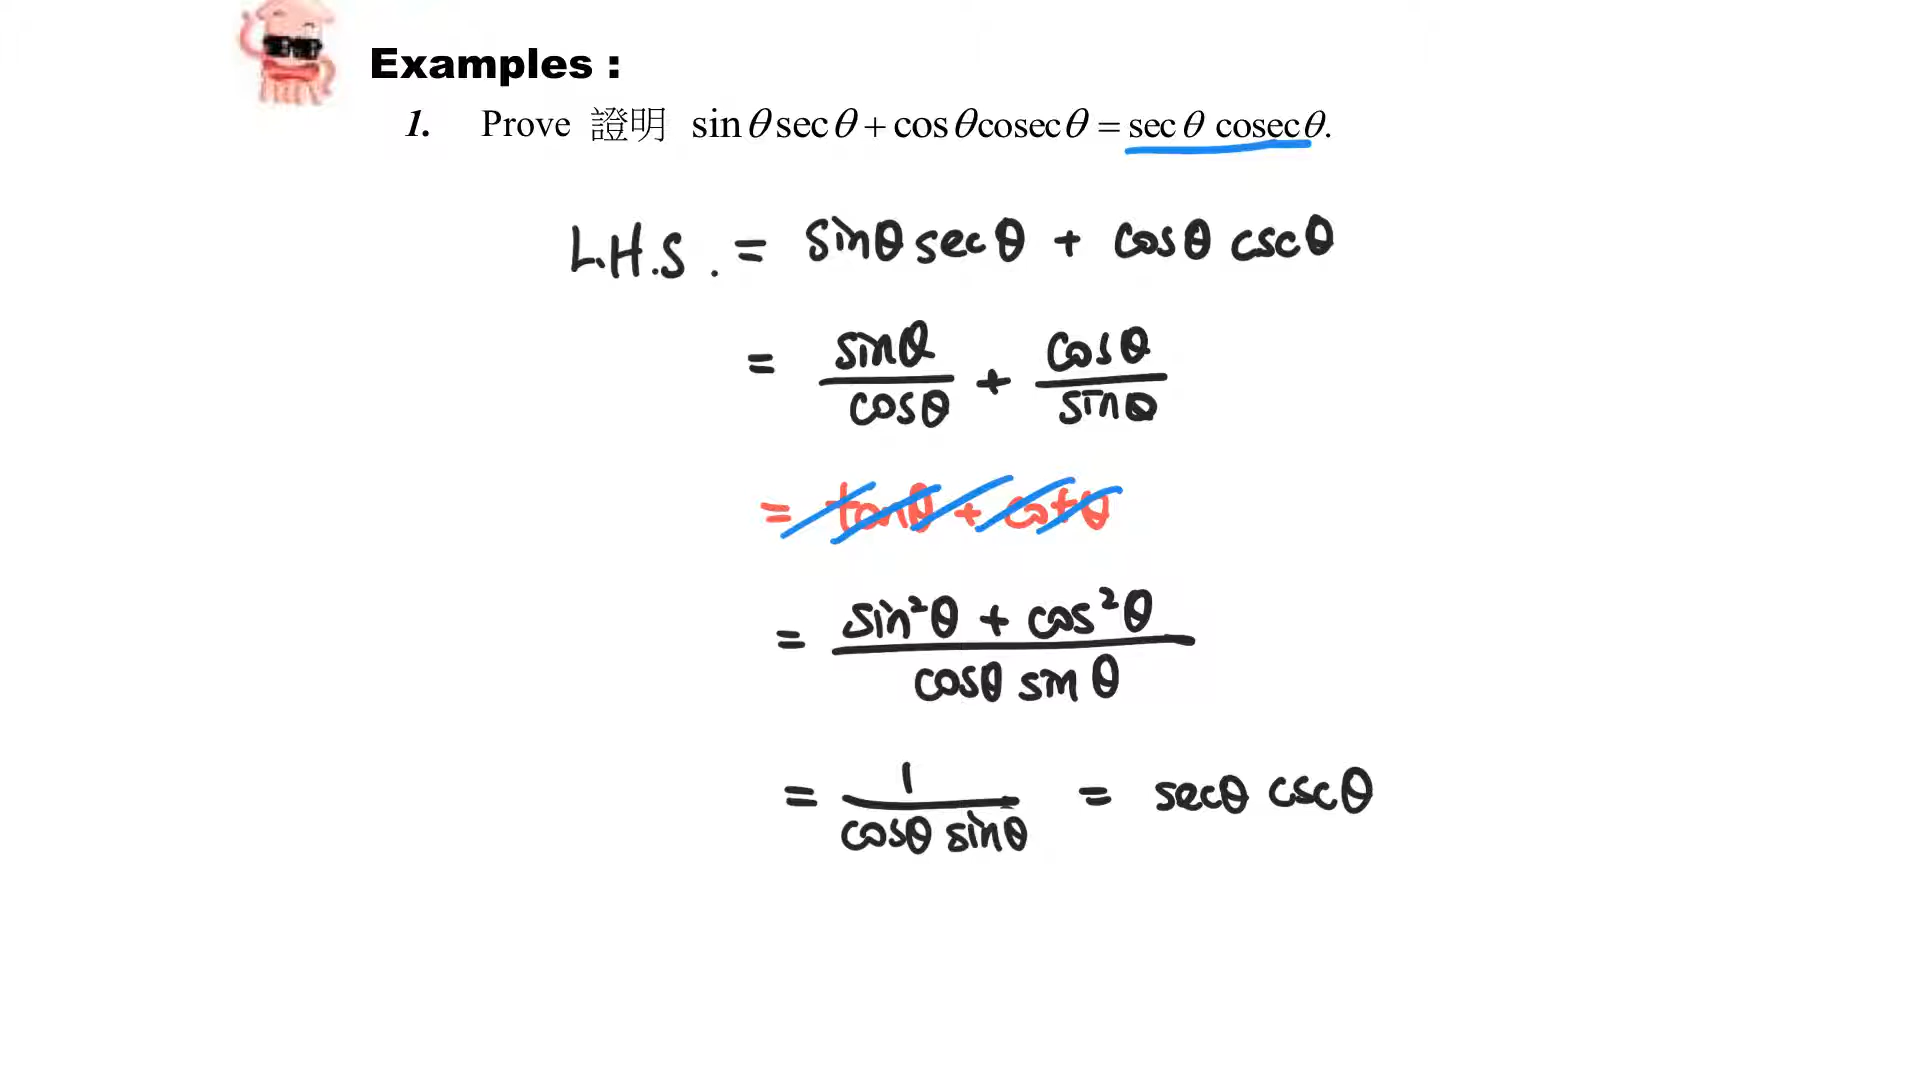 Examples :
1. Prove 證明 sin θ sec θ + cos θ cosec θ = sec θ cosec θ.
L.H.S. = sinθ secθ + cosθ cscθ
= sinθ/cosθ + cosθ/sinθ
= tanθ + cotθ
= (sin²θ + cos²θ)/(cosθ sinθ)
= 1/(cosθ sinθ) = secθ cscθ